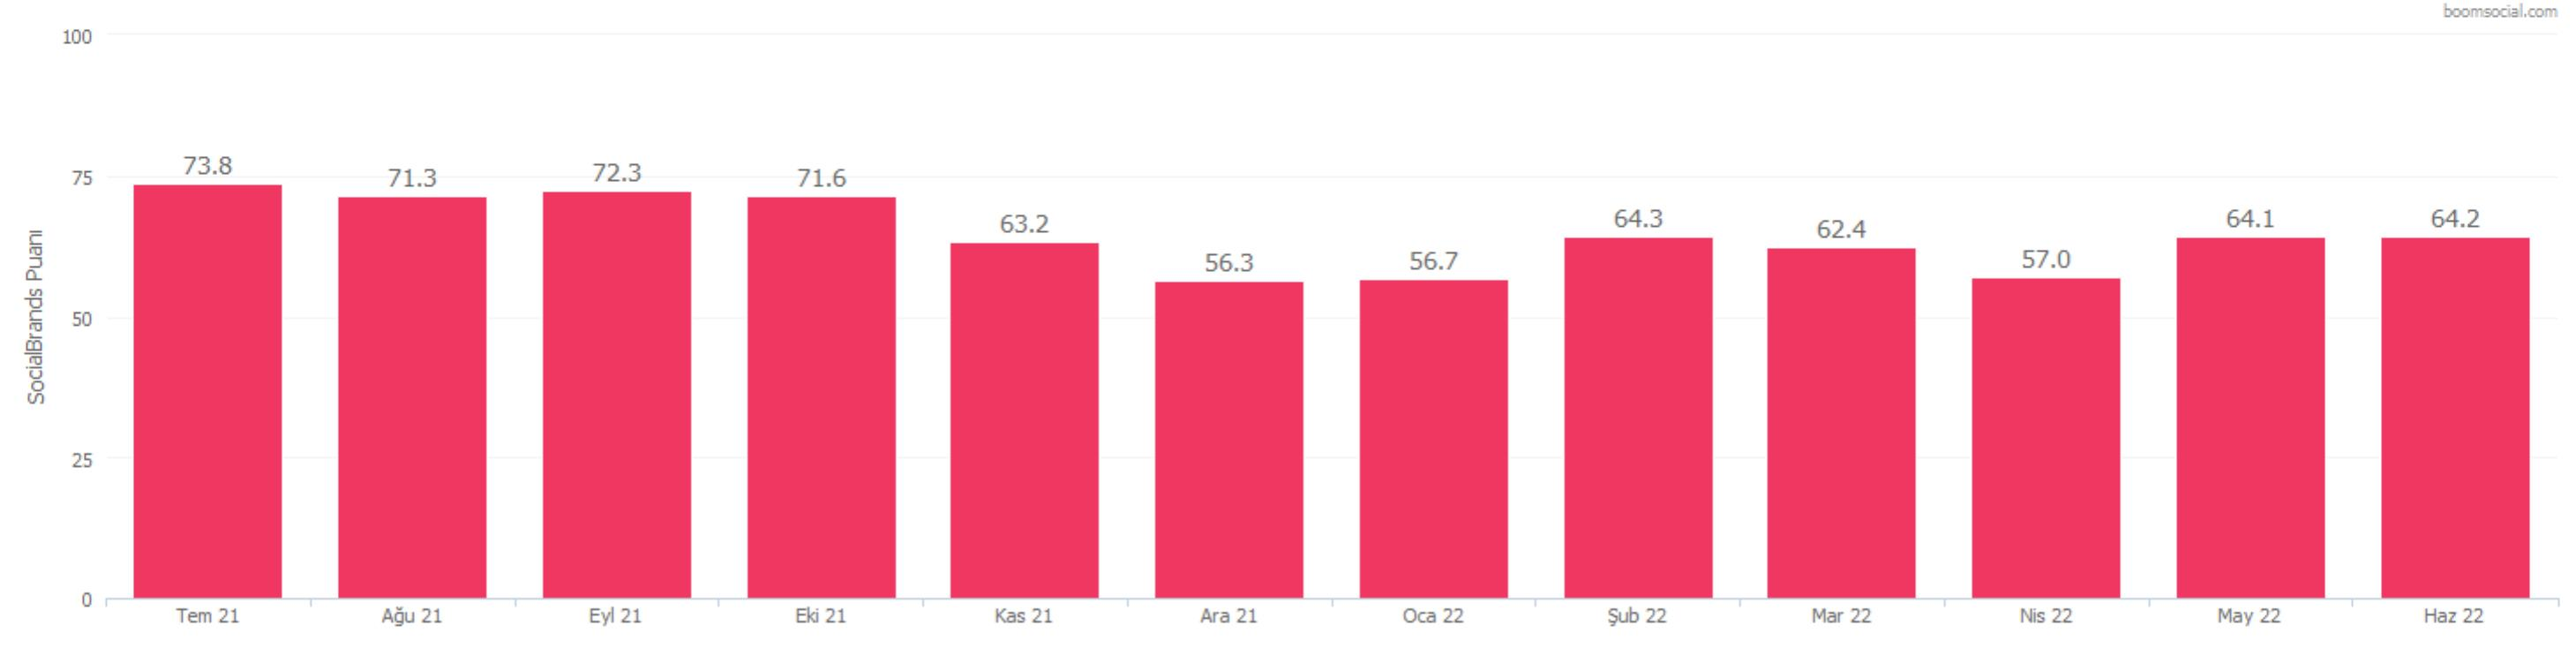 boomsocial.com
100
75
50
25
0
SocialBrands Puanı
73.8
71.3
72.3
71.6
63.2
56.3
56.7
64.3
62.4
57.0
64.1
64.2
Tem 21
Ağu 21
Eyl 21
Eki 21
Kas 21
Ara 21
Oca 22
Şub 22
Mar 22
Nis 22
May 22
Haz 22